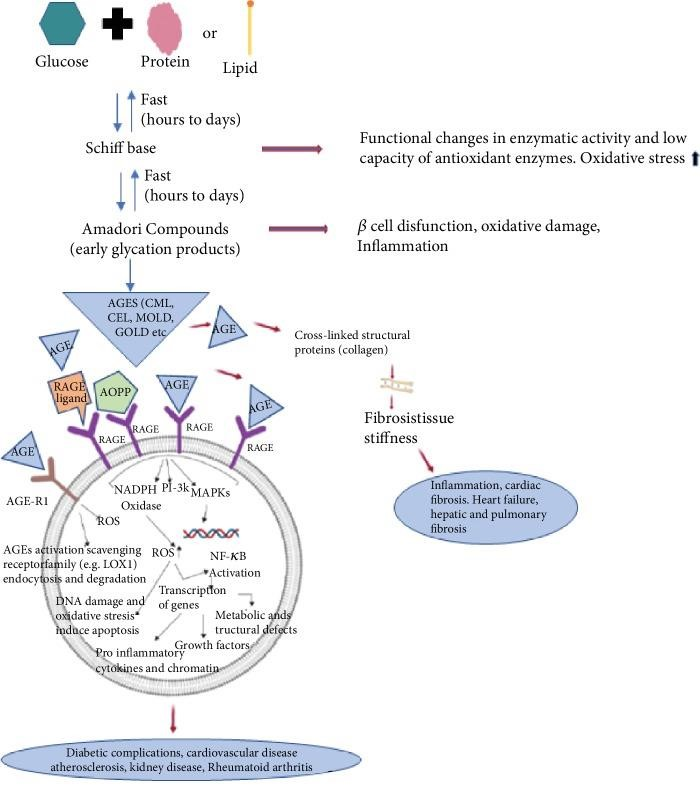 Glucose
Protein
or
Lipid
Fast
(hours to days)
Schiff base
Functional changes in enzymatic activity and low
capacity of antioxidant enzymes. Oxidative stress
Fast
(hours to days)
Amadori Compounds
(early glycation products)
β cell disfunction, oxidative damage,
Inflammation
AGES (CML,
CEL, MOLD,
GOLD etc
AGE
Cross-linked structural
proteins (collagen)
AGE
RAGE
ligand
AOPP
AGE
AGE
Fibrosistissue
stiffness
RAGE
RAGE
RAGE
RAGE
AGE
AGE-R1
Inflammation, cardiac
fibrosis. Heart failure,
hepatic and pulmonary
fibrosis
NADPH
Oxidase
PI-3k
MAPKs
ROS
AGEs activation scavenging
receptorfamily (e.g. LOX1)
endocytosis and degradation
ROS
NF-κB
Activation
Transcription
of genes
DNA damage and
oxidative stresis
induce apoptosis
Metabolic ands
tructural defects
Growth factors
Pro inflammatory
cytokines and chromatin
Diabetic complications, cardiovascular disease
atherosclerosis, kidney disease, Rheumatoid arthritis